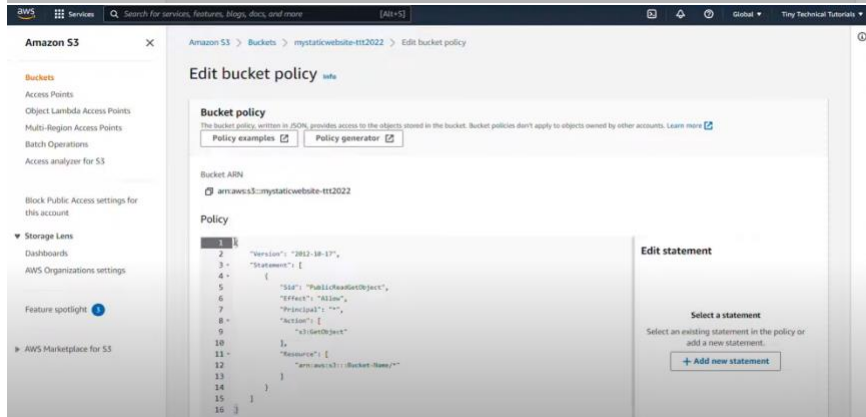 aws Services Search for services, features, blogs, docs, and more [Alt+S] Global Tiny Technical Tutorials
Amazon S3
Amazon S3 > Buckets > mystaticwebsite-ttt2022 > Edit bucket policy
Edit bucket policy Info
Buckets
Access Points
Object Lambda Access Points
Multi-Region Access Points
Batch Operations
Access analyzer for S3
Block Public Access settings for
this account
Storage Lens
Dashboards
AWS Organizations settings
Feature spotlight 3
AWS Marketplace for S3
Bucket policy
The bucket policy, written in JSON, provides access to the objects stored in the bucket. Bucket policies don't apply to objects owned by other accounts. Learn more
Policy examples Policy generator
Bucket ARN
arn:aws:s3:::mystaticwebsite-ttt2022
Policy
1 {
2 "Version": "2012-10-17",
3 "Statement": [
4 {
5 "Sid": "PublicReadGetObject",
6 "Effect": "Allow",
7 "Principal": "*",
8 "Action": [
9 "s3:GetObject"
10 ],
11 "Resource": [
12 "arn:aws:s3:::Bucket-Name/*"
13 ]
14 }
15 ]
16 }
Edit statement
Select a statement
Select an existing statement in the policy or
add a new statement.
+ Add new statement